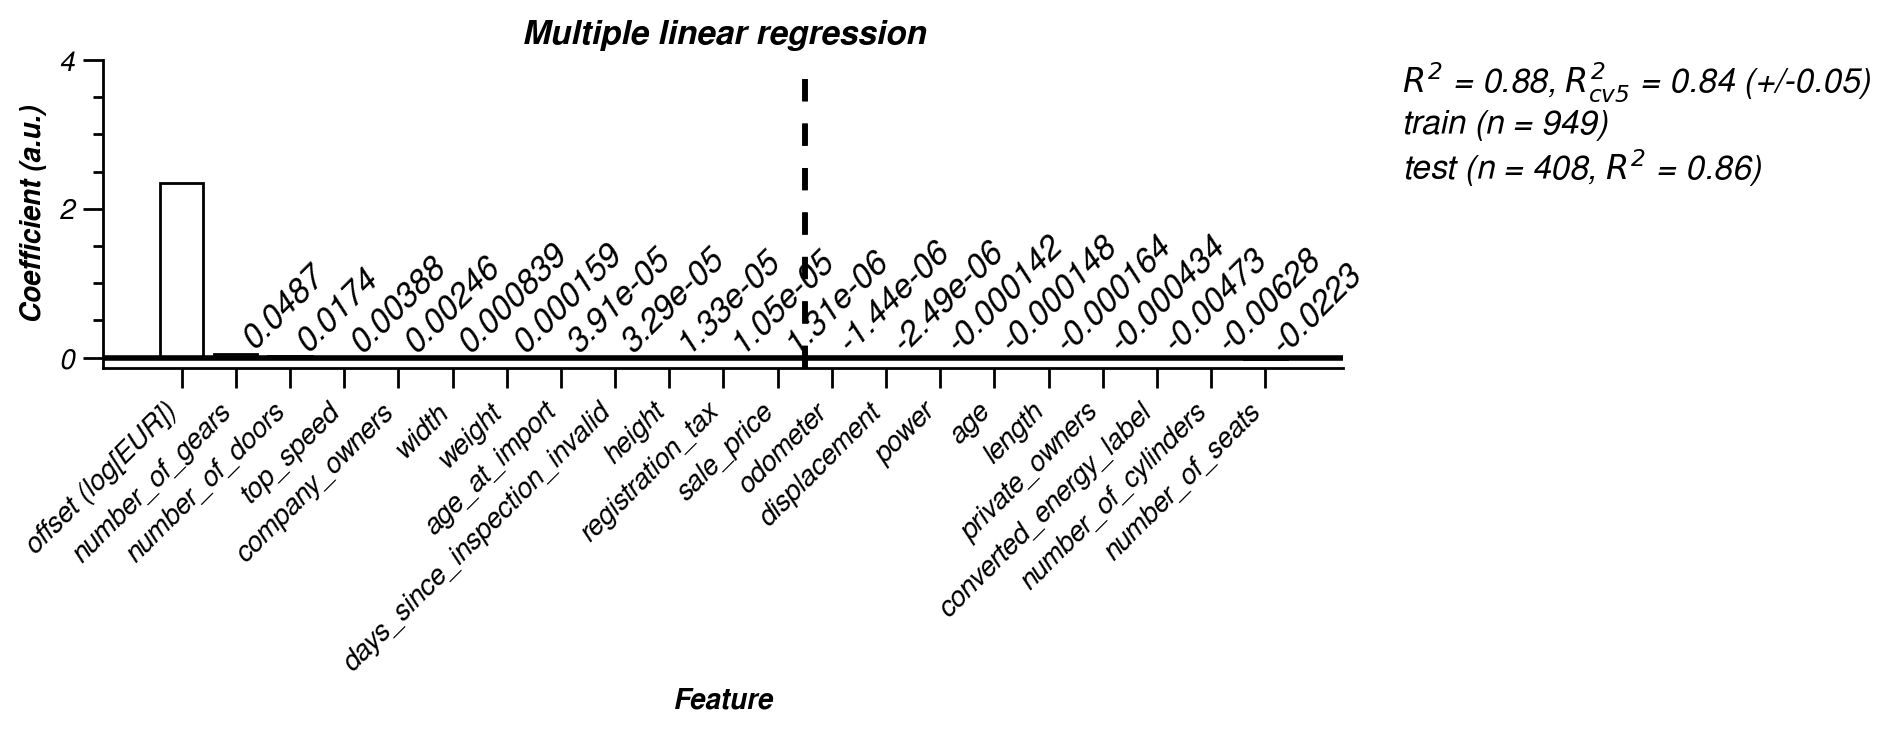 Multiple linear regression
R² = 0.88, R²cv5 = 0.84 (+/-0.05)
train (n = 949)
test (n = 408, R² = 0.86)
Coefficient (a.u.)
4
2
0
0.0487
0.0174
0.00388
0.00246
0.000839
0.000159
3.91e-05
3.29e-05
1.33e-05
1.05e-05
1.31e-06
-1.44e-06
-2.49e-06
-0.000142
-0.000148
-0.000164
-0.000434
-0.00473
-0.00628
-0.0223
offset (log[EUR])
number_of_gears
number_of_doors
top_speed
company_owners
width
weight
age_at_import
days_since_inspection_invalid
height
registration_tax
sale_price
odometer
displacement
power
age
length
private_owners
converted_energy_label
number_of_cylinders
number_of_seats
Feature